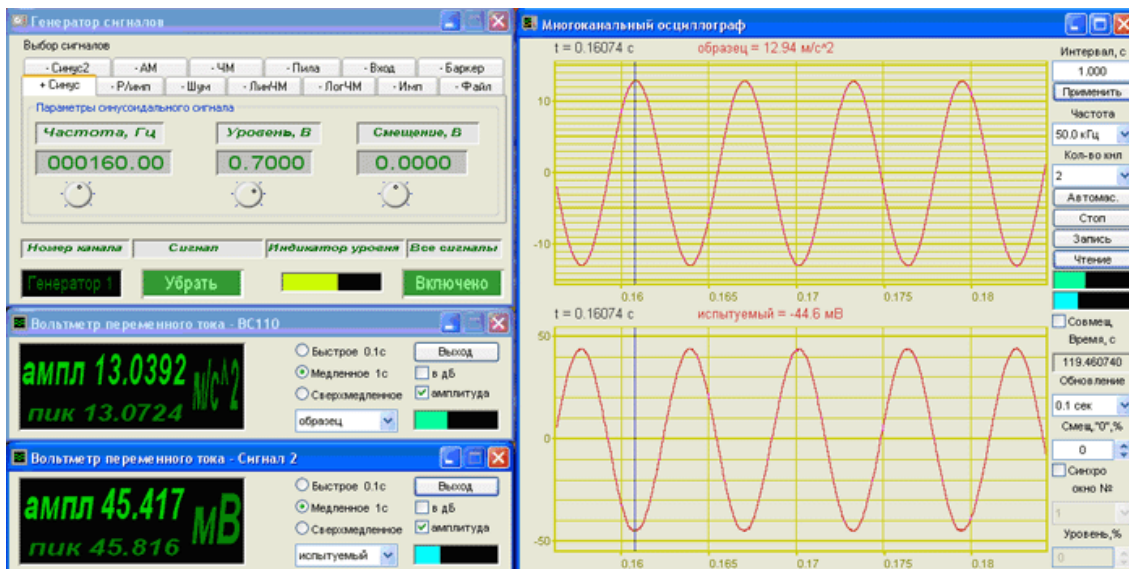 Генератор сигналов
Выбор сигналов
- Синус2 - АМ - ЧМ - Пила - Вход - Баркер
+ Синус - Р/имп - Шум - ЛинЧМ - ЛогЧМ - Имп - Файл
Параметры синусоидального сигнала
Частота, Гц Уровень, В Смещение, В
000160.00 0.7000 0.0000
Номер канала Сигнал Индикатор уровня Все сигналы
Генератор 1 Убрать Включено
Вольтметр переменного тока - ВС110
ампл 13.0392 м/с^2
пик 13.0724
Быстрое 0.1с Выход
Медленное 1с в дБ
Сверхмедленное амплитуда
образец
Вольтметр переменного тока - Сигнал 2
ампл 45.417 мВ
пик 45.816
Быстрое 0.1с Выход
Медленное 1с в дБ
Сверхмедленное амплитуда
испытуемый
Многоканальный осциллограф
t = 0.16074 с образец = 12.94 м/с^2
10
0
-10
0.16 0.165 0.17 0.175 0.18
t = 0.16074 с испытуемый = -44.6 мВ
50
0
-50
0.16 0.165 0.17 0.175 0.18
Интервал, с
1.000
Применить
Частота
50.0 кГц
Кол-во кнл
2
Автомас.
Стоп
Запись
Чтение
Совмещ.
Время, с
119.460740
Обновление
0.1 сек
Смещ."0",%
0
Синхро
окно №
1
Уровень,%
0